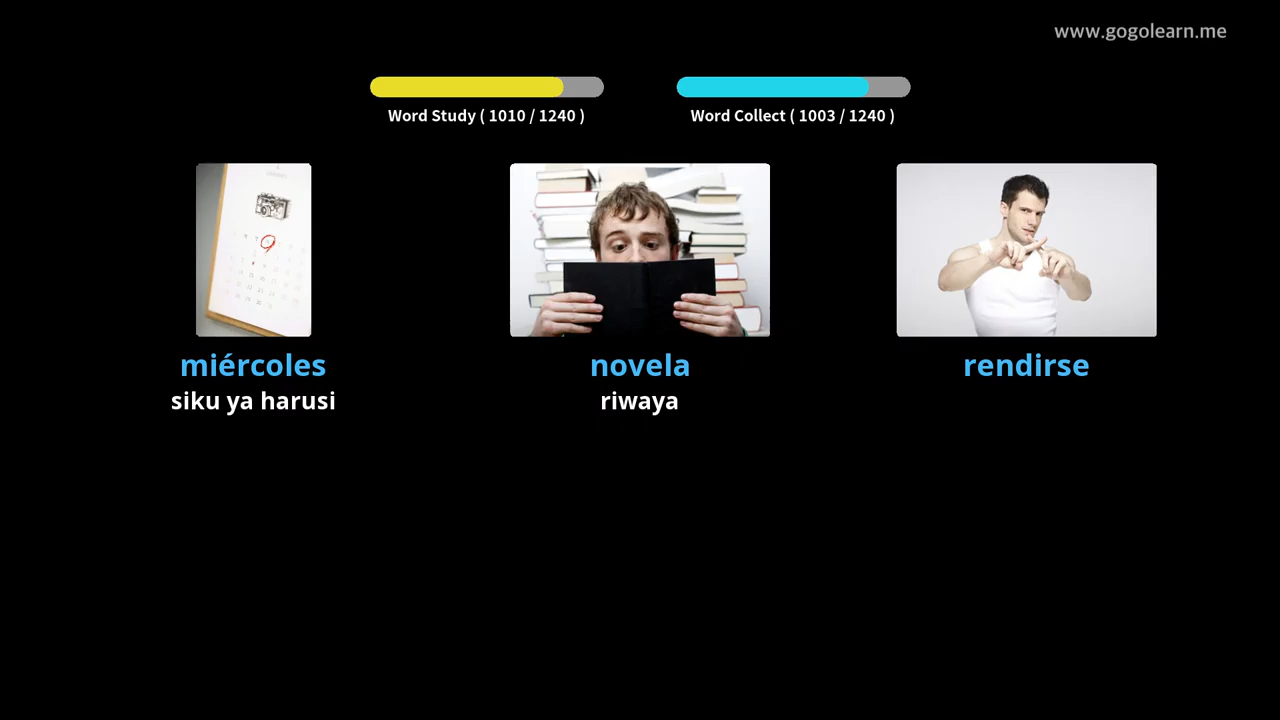 www.gogolearn.me
Word Study ( 1010 / 1240 )
Word Collect ( 1003 / 1240 )
miércoles
siku ya harusi
novela
riwaya
rendirse